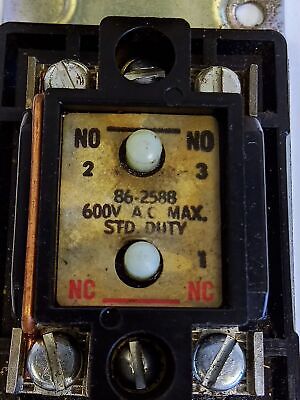 NO NO
2 3
86-2588
600V A C MAX.
STD. DUTY
1
NC NC